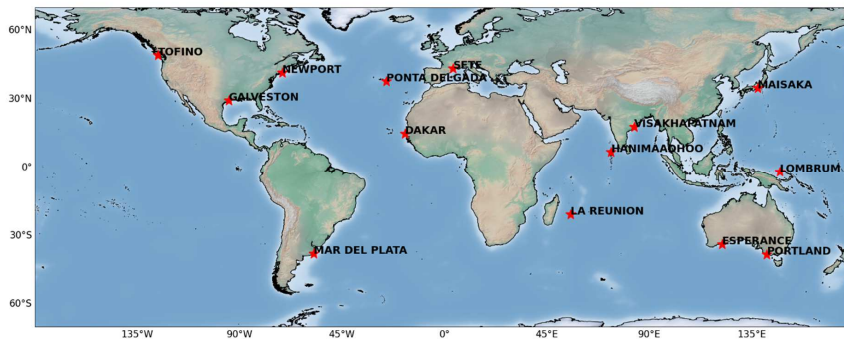 60°N
TOFINO
NEWPORT
SETE
PONTA DELGADA
MAISAKA
30°N
GALVESTON
DAKAR
VISAKHAPATNAM
HANIMAADHOO
0°
LOMBRUM
LA REUNION
30°S
MAR DEL PLATA
ESPERANCE
PORTLAND
60°S
135°W 90°W 45°W 0° 45°E 90°E 135°E